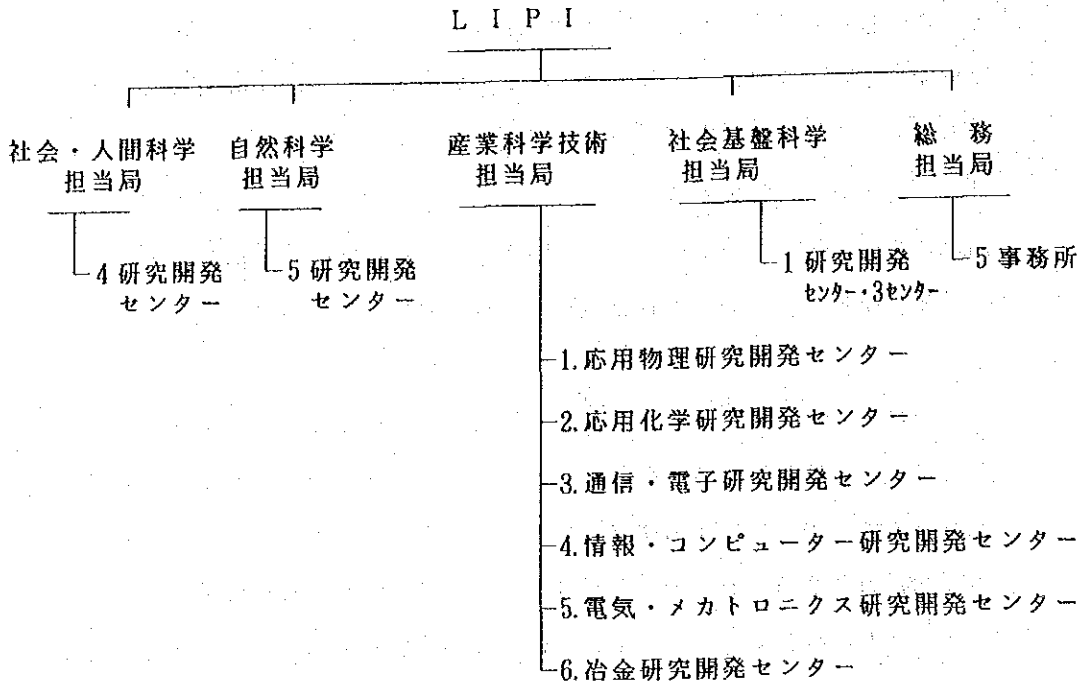 LIPI
社会・人間科学
担当局
自然科学
担当局
産業科学技術
担当局
社会基盤科学
担当局
総務
担当局
4 研究開発
センター
5 研究開発
センター
1 研究開発
センター・3センター
5 事務所
1.応用物理研究開発センター
2.応用化学研究開発センター
3.通信・電子研究開発センター
4.情報・コンピューター研究開発センター
5.電気・メカトロニクス研究開発センター
6.冶金研究開発センター